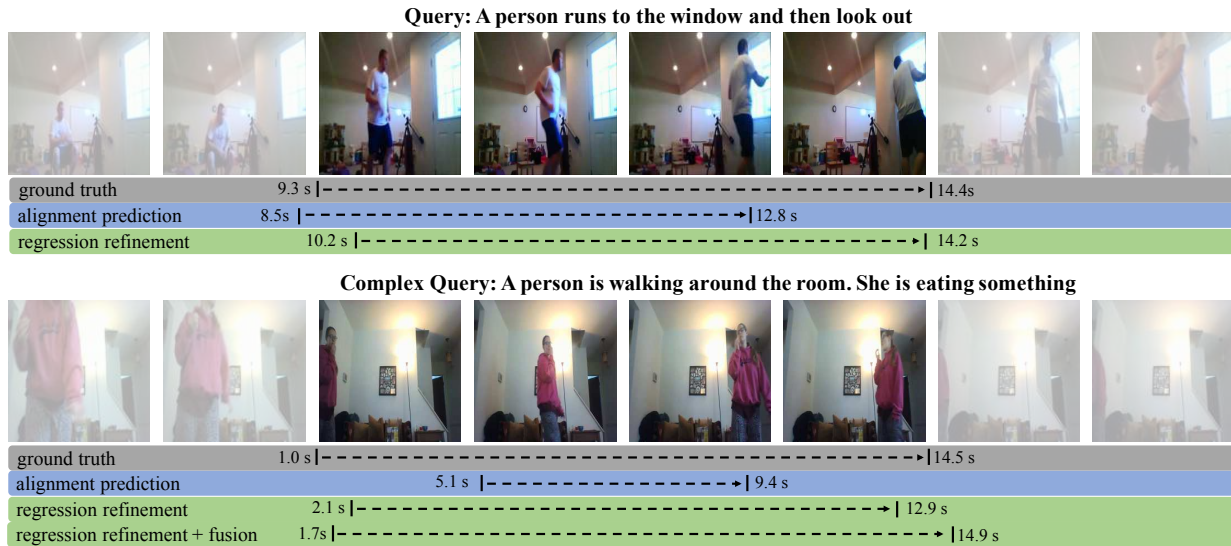 Query: A person runs to the window and then look out
ground truth 9.3 s 14.4s
alignment prediction 8.5s 12.8 s
regression refinement 10.2 s 14.2 s
Complex Query: A person is walking around the room. She is eating something
ground truth 1.0 s 14.5 s
alignment prediction 5.1 s 9.4 s
regression refinement 2.1 s 12.9 s
regression refinement + fusion 1.7s 14.9 s